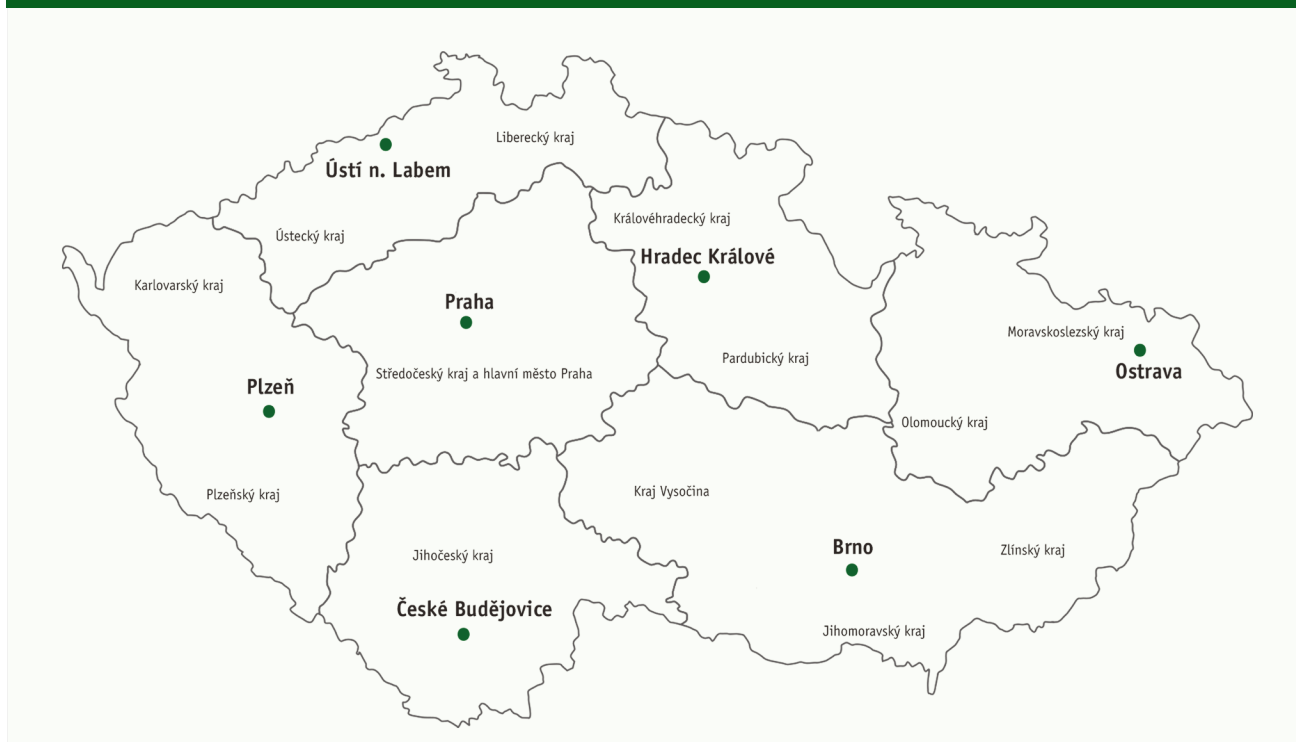 Liberecký kraj
Ústí n. Labem
Královéhradecký kraj
Ústecký kraj
Hradec Králové
Karlovarský kraj
Praha
Moravskoslezský kraj
Pardubický kraj
Středočeský kraj a hlavní město Praha
Ostrava
Plzeň
Olomoucký kraj
Kraj Vysočina
Plzeňský kraj
Brno
Zlínský kraj
Jihočeský kraj
České Budějovice
Jihomoravský kraj